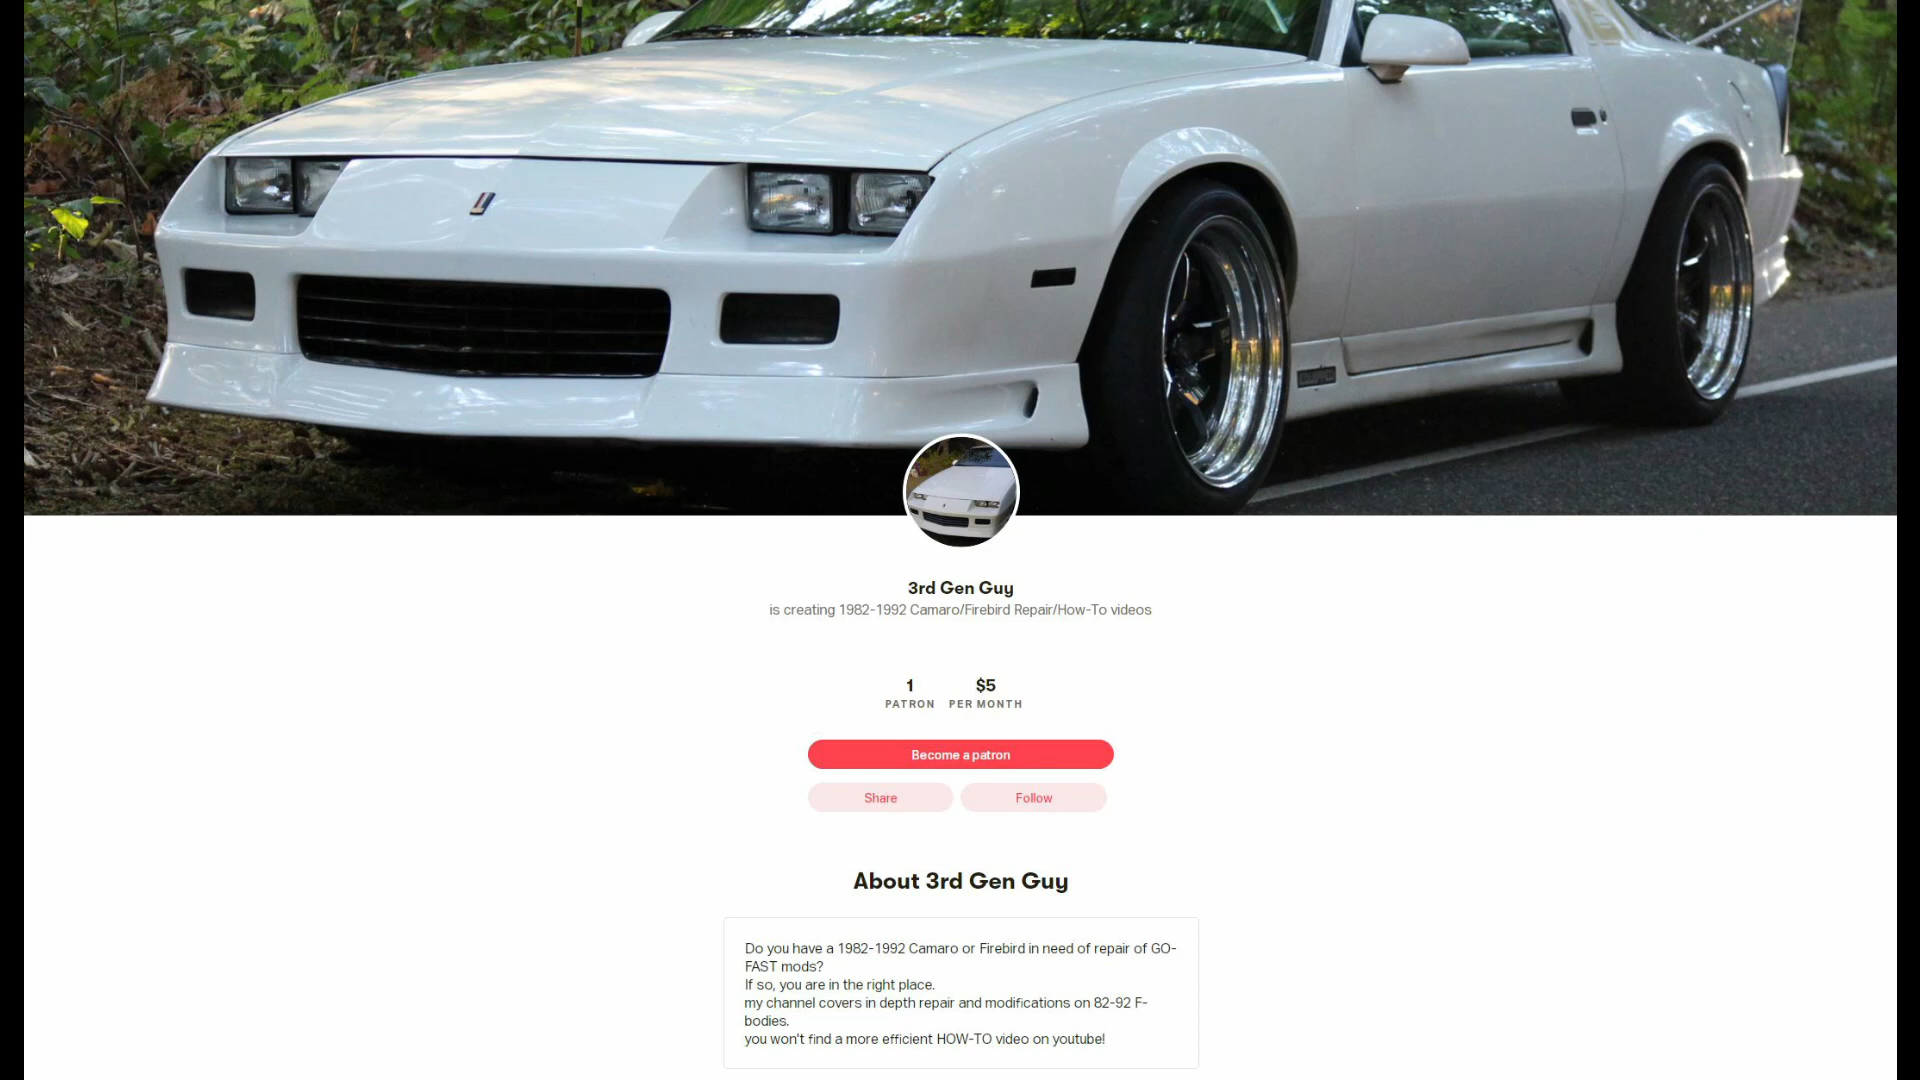 3rd Gen Guy
is creating 1982-1992 Camaro/Firebird Repair/How-To videos
1 $5
PATRON PER MONTH
Become a patron
Share Follow
About 3rd Gen Guy
Do you have a 1982-1992 Camaro or Firebird in need of repair of GO-
FAST mods?
If so, you are in the right place.
my channel covers in depth repair and modifications on 82-92 F-
bodies.
you won't find a more efficient HOW-TO video on youtube!